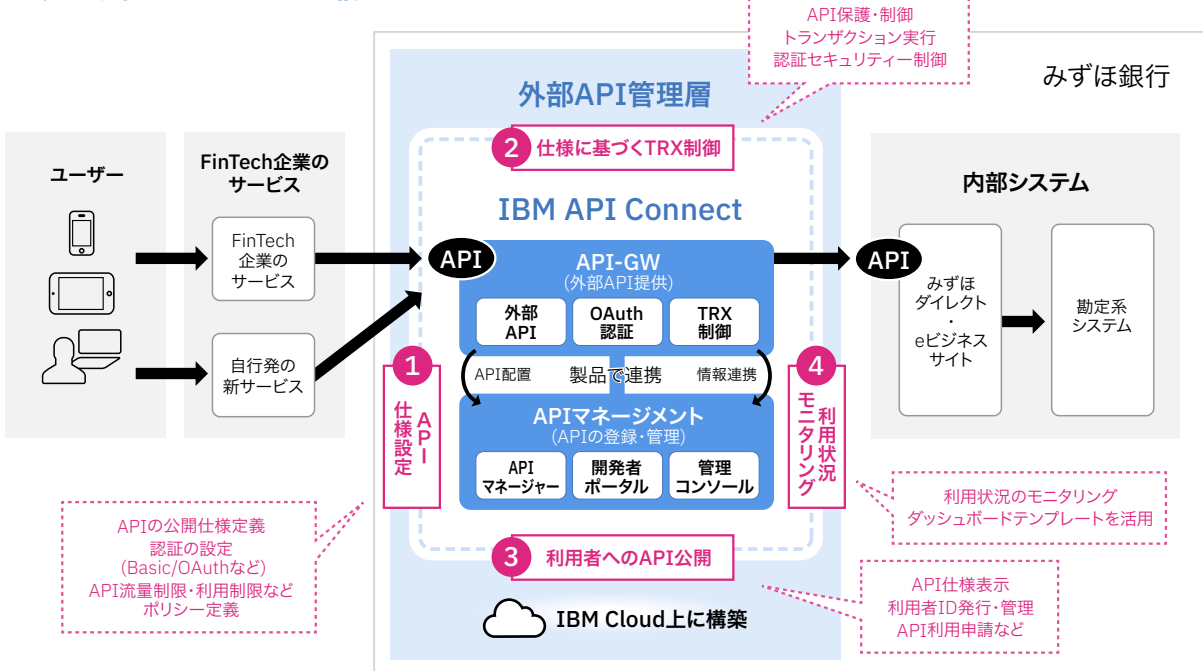 API保護・制御
トランザクション実行
認証セキュリティー制御
みずほ銀行
外部API管理層
2 仕様に基づくTRX制御
ユーザー
FinTech企業の
サービス
FinTech
企業の
サービス
自行発の
新サービス
IBM API Connect
API
API-GW
(外部API提供)
外部
API
OAuth
認証
TRX
制御
API配置
製品で連携
情報連携
APIマネージメント
(APIの登録・管理)
API
マネージャー
開発者
ポータル
管理
コンソール
1
API
仕様設定
4
利用状況
モニタリング
内部システム
API
みずほ
ダイレクト
・
eビジネス
サイト
勘定系
システム
APIの公開仕様定義
認証の設定
(Basic/OAuthなど)
API流量制限・利用制限など
ポリシー定義
利用状況のモニタリング
ダッシュボードテンプレートを活用
3 利用者へのAPI公開
API仕様表示
利用者ID発行・管理
API利用申請など
IBM Cloud上に構築